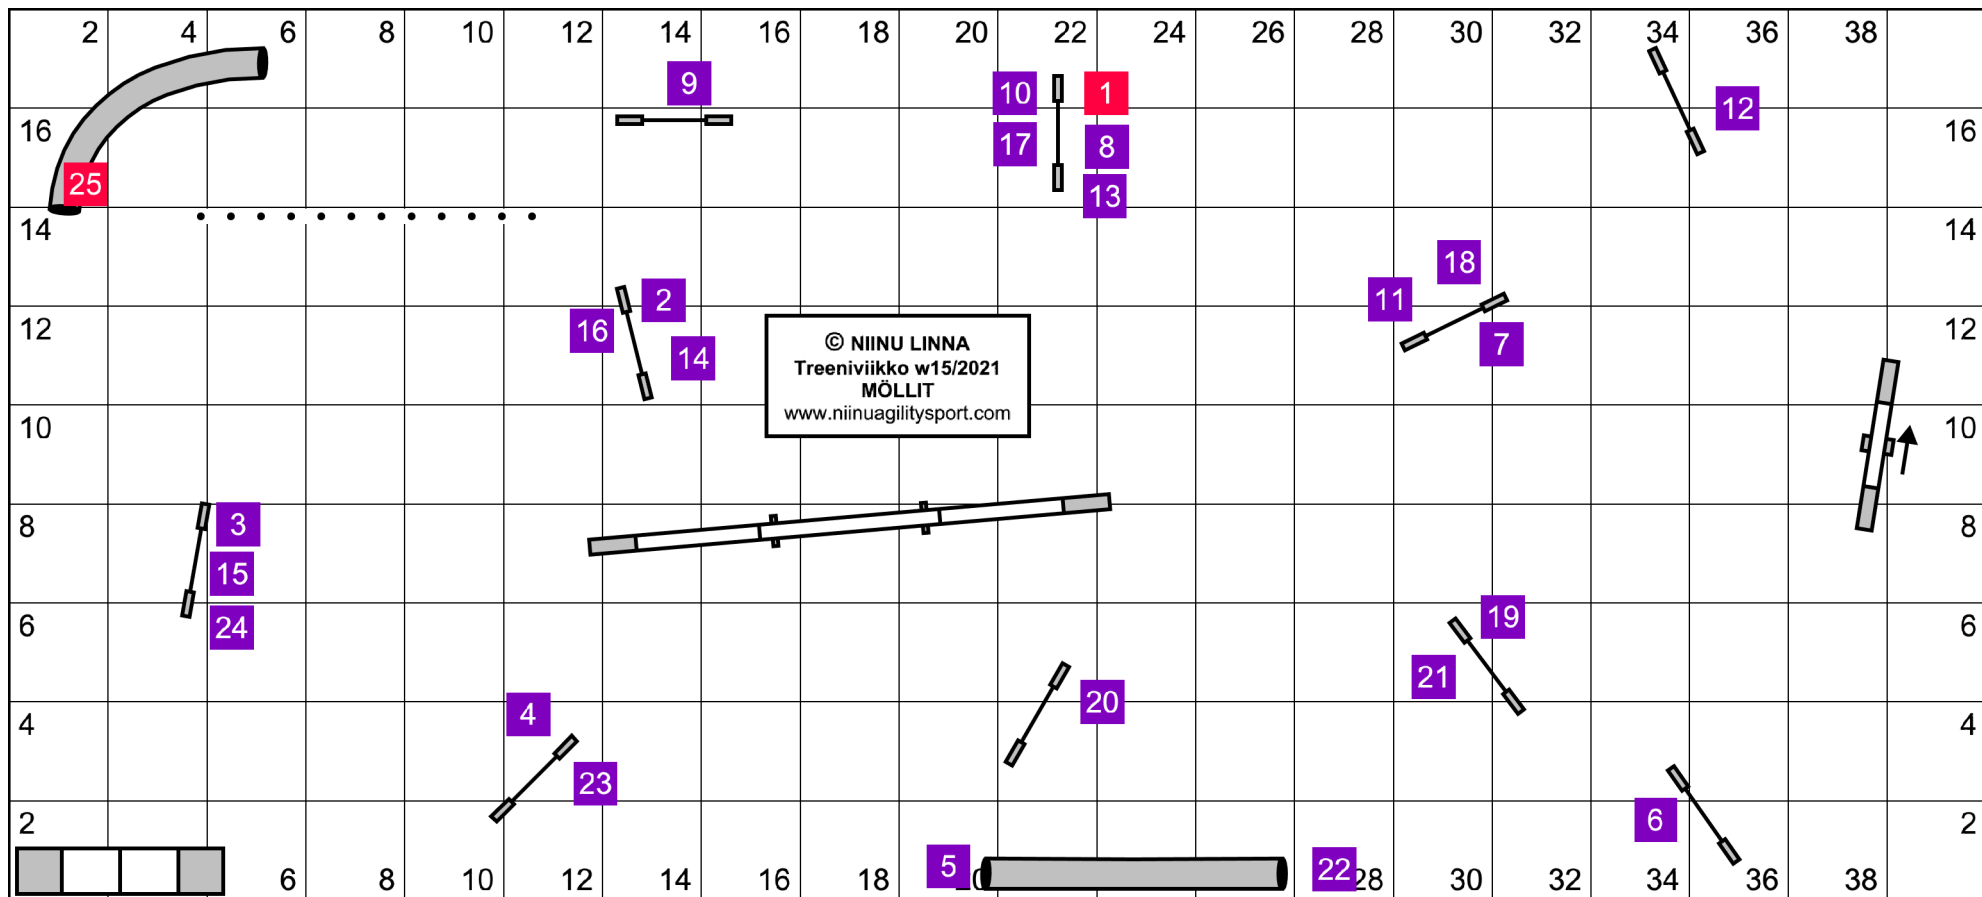 2 4 6 8 10 12 14 16 18 20 22 24 26 28 30 32 34 36 38
9 10 1 12
16 17 8 16
25 13
14 18 14
2 11
12 16 14 7 12
© NIINU LINNA
Treeniviikko w15/2021
MÖLLIT
www.niinuagilitysport.com
10 10
8 3 8
15
6 24 19 6
21
4 4 20 4
23
2 6 2
6 8 10 12 14 16 18 5 20 22 28 30 32 34 36 38